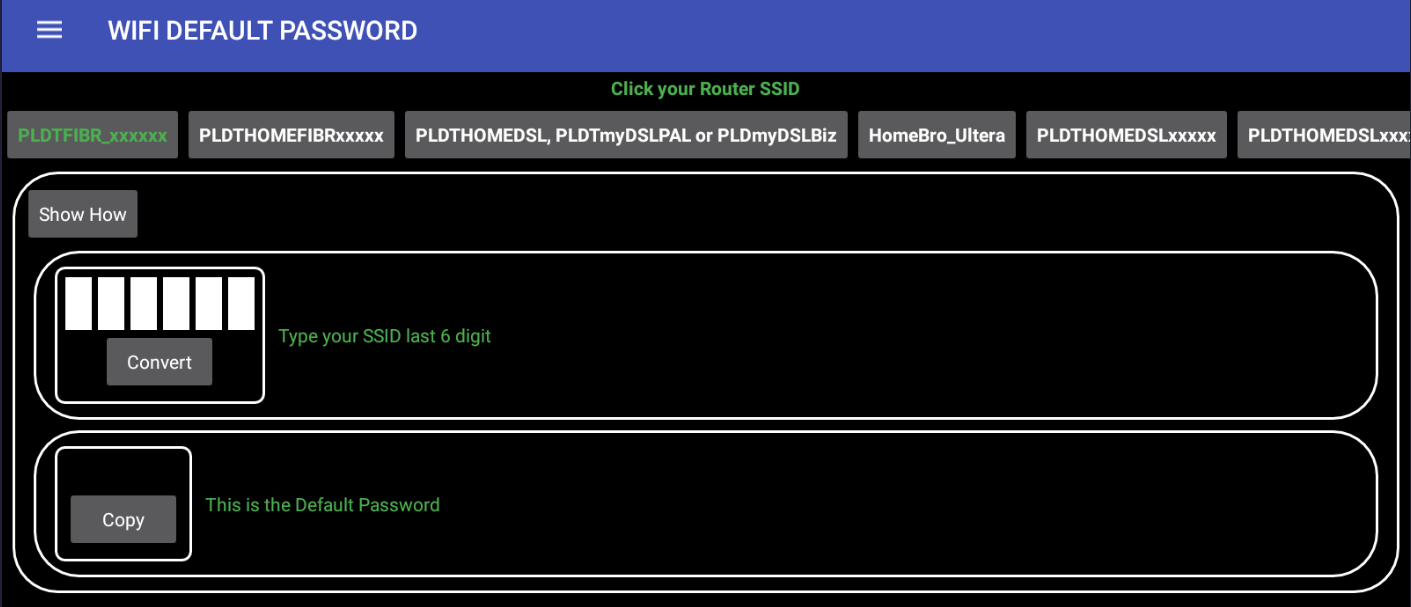 WIFI DEFAULT PASSWORD
Click your Router SSID
PLDTFIBR_xxxxxx
PLDTHOMEFIBRxxxxx
PLDTHOMEDSL, PLDTmyDSLPAL or PLDmyDSLBiz
HomeBro_Ultera
PLDTHOMEDSLxxxxx
PLDTHOMEDSLxxx
Show How
Type your SSID last 6 digit
Convert
This is the Default Password
Copy